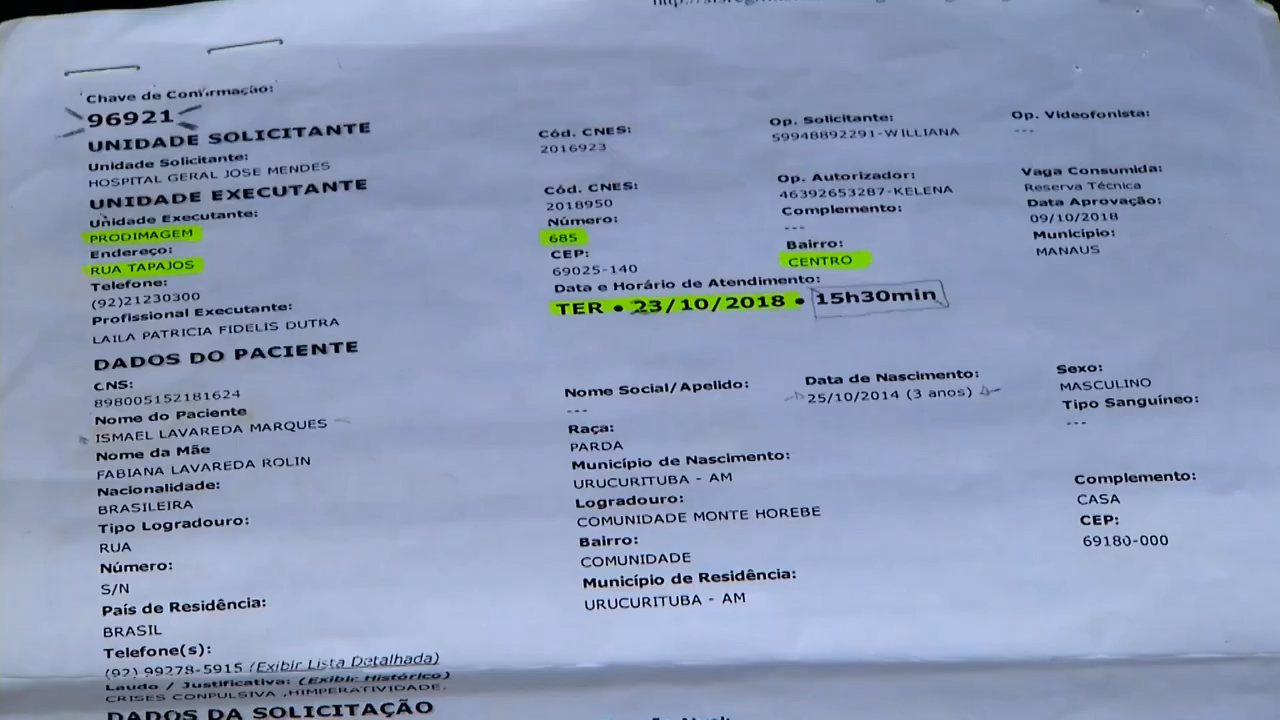 Chave de Confirmação:
96921
UNIDADE SOLICITANTE
Unidade Solicitante: Cód. CNES: Op. Solicitante: Op. Videofonista:
HOSPITAL GERAL JOSE MENDES 2016923 59948892291-WILLIANA ---
UNIDADE EXECUTANTE
Unidade Executante: Cód. CNES: Op. Autorizador: Vaga Consumida:
PRODIMAGEM 2018950 46392653287-KELENA Reserva Técnica
Endereço: Número: Complemento: Data Aprovação:
RUA TAPAJOS 685 --- 09/10/2018
Telefone: CEP: Bairro: Município:
(92)21230300 69025-140 CENTRO MANAUS
Profissional Executante: Data e Horário de Atendimento:
LAILA PATRICIA FIDELIS DUTRA TER • 23/10/2018 • 15h30min
DADOS DO PACIENTE
CNS: Nome Social/Apelido: Data de Nascimento: Sexo:
898005152181624 --- 25/10/2014 (3 anos) MASCULINO
Nome do Paciente Raça: Tipo Sanguíneo:
ISMAEL LAVAREDA MARQUES PARDA ---
Nome da Mãe Município de Nascimento:
FABIANA LAVAREDA ROLIN URUCURITUBA - AM
Nacionalidade: Logradouro: Complemento:
BRASILEIRA COMUNIDADE MONTE HOREBE CASA
Tipo Logradouro: Bairro: CEP:
RUA COMUNIDADE 69180-000
Número: Município de Residência:
S/N URUCURITUBA - AM
País de Residência:
BRASIL
Telefone(s):
(92) 99278-5915 (Exibir Lista Detalhada)
Laudo / Justificativa: (Exibir Histórico)
CRISES CONPULSIVA ,HIMPERATIVIDADE.
DADOS DA SOLICITAÇÃO